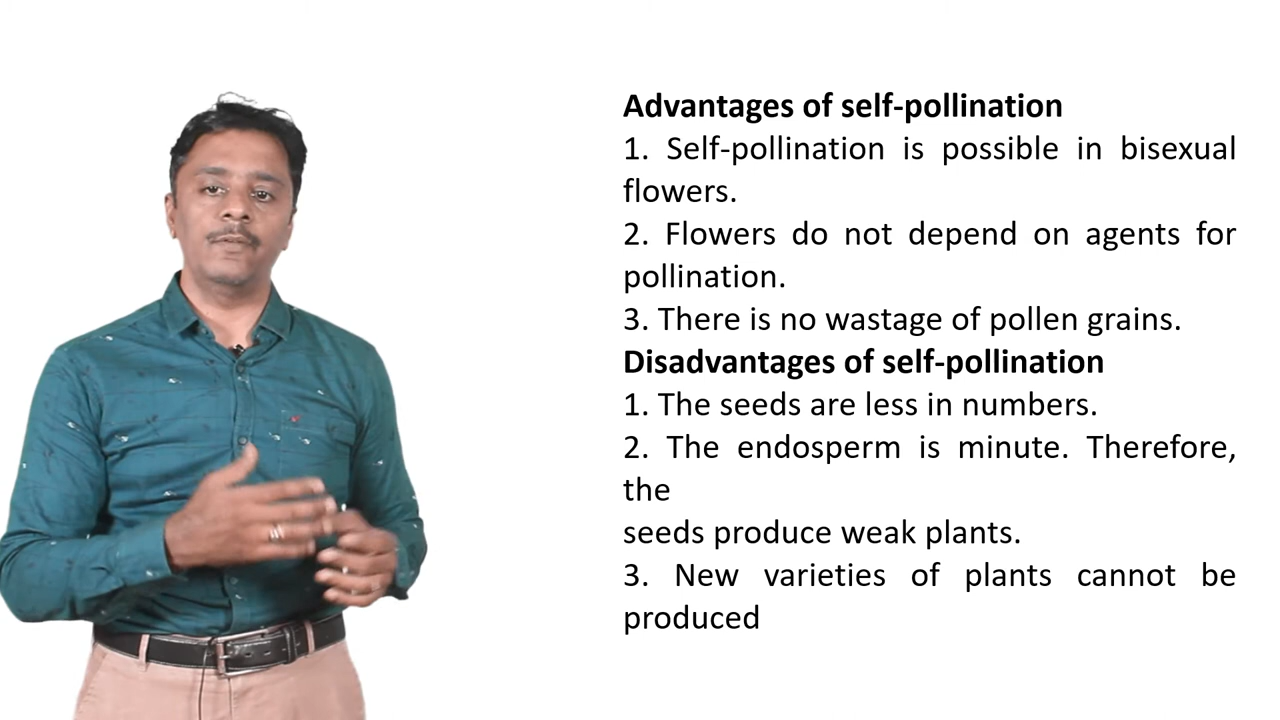 Advantages of self-pollination
1. Self-pollination is possible in bisexual
flowers.
2. Flowers do not depend on agents for
pollination.
3. There is no wastage of pollen grains.
Disadvantages of self-pollination
1. The seeds are less in numbers.
2. The endosperm is minute. Therefore,
the
seeds produce weak plants.
3. New varieties of plants cannot be
produced